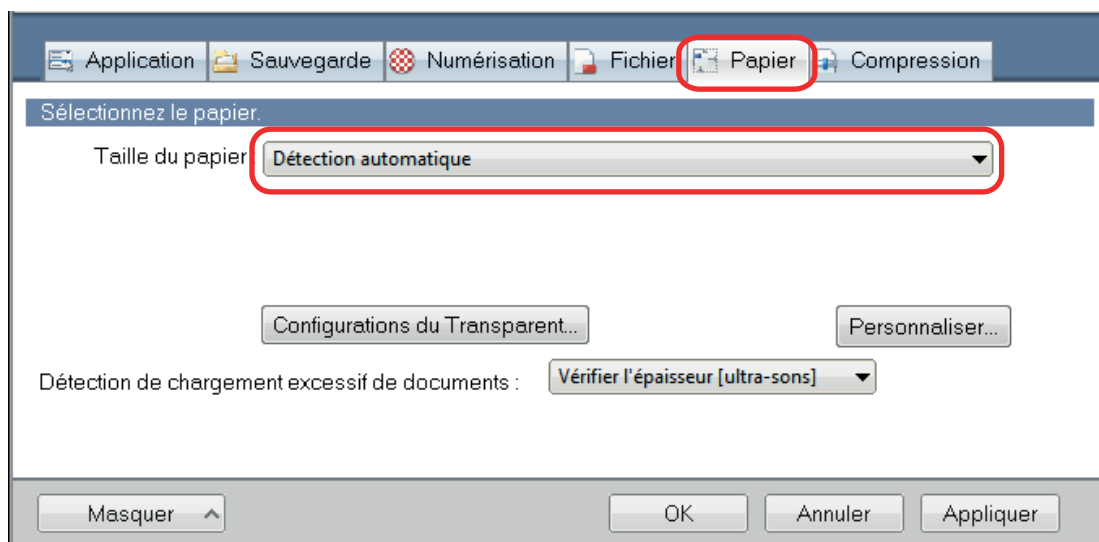 Application Sauvegarde Numérisation Fichier Papier Compression
Sélectionnez le papier.
Taille du papier : Détection automatique
Configurations du Transparent... Personnaliser...
Détection de chargement excessif de documents : Vérifier l'épaisseur [ultra-sons]
Masquer OK Annuler Appliquer